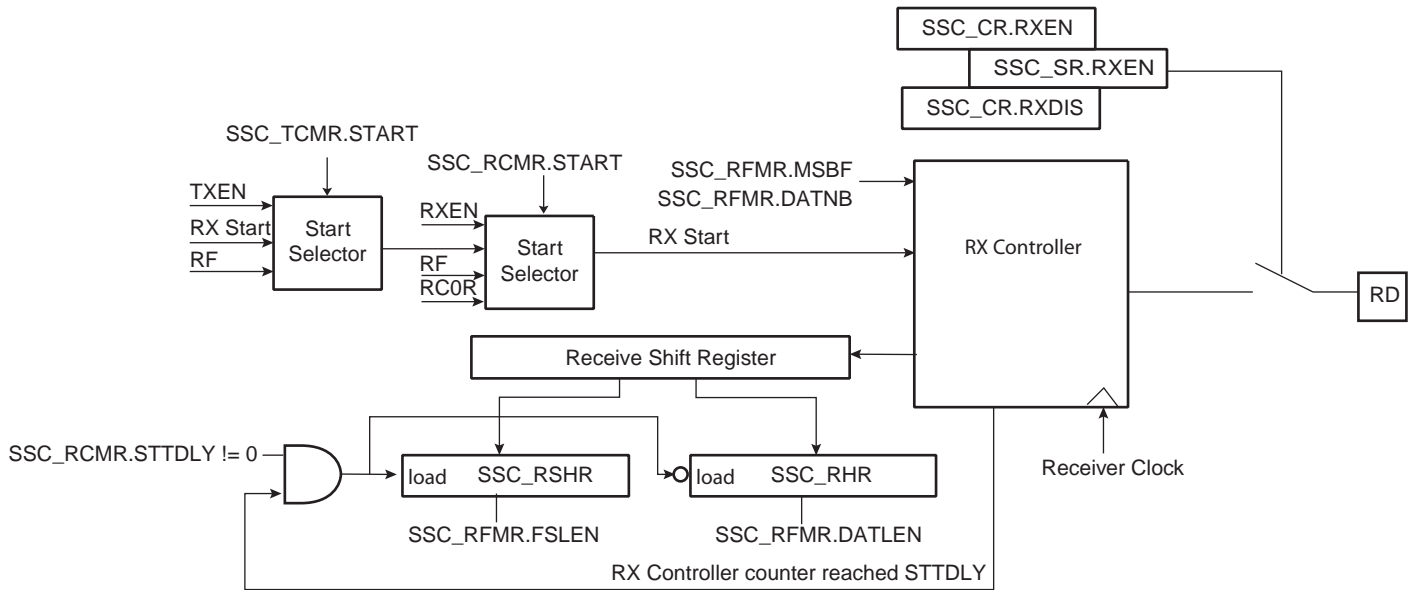 SSC_CR.RXEN
SSC_SR.RXEN
SSC_CR.RXDIS
SSC_TCMR.START
SSC_RCMR.START
SSC_RFMR.MSBF
SSC_RFMR.DATNB
TXEN
RX Start
RF
Start
Selector
RXEN
RF
RC0R
Start
Selector
RX Start
RX Controller
RD
Receive Shift Register
SSC_RCMR.STTDLY != 0
load
SSC_RSHR
load
SSC_RHR
Receiver Clock
SSC_RFMR.FSLEN
SSC_RFMR.DATLEN
RX Controller counter reached STTDLY